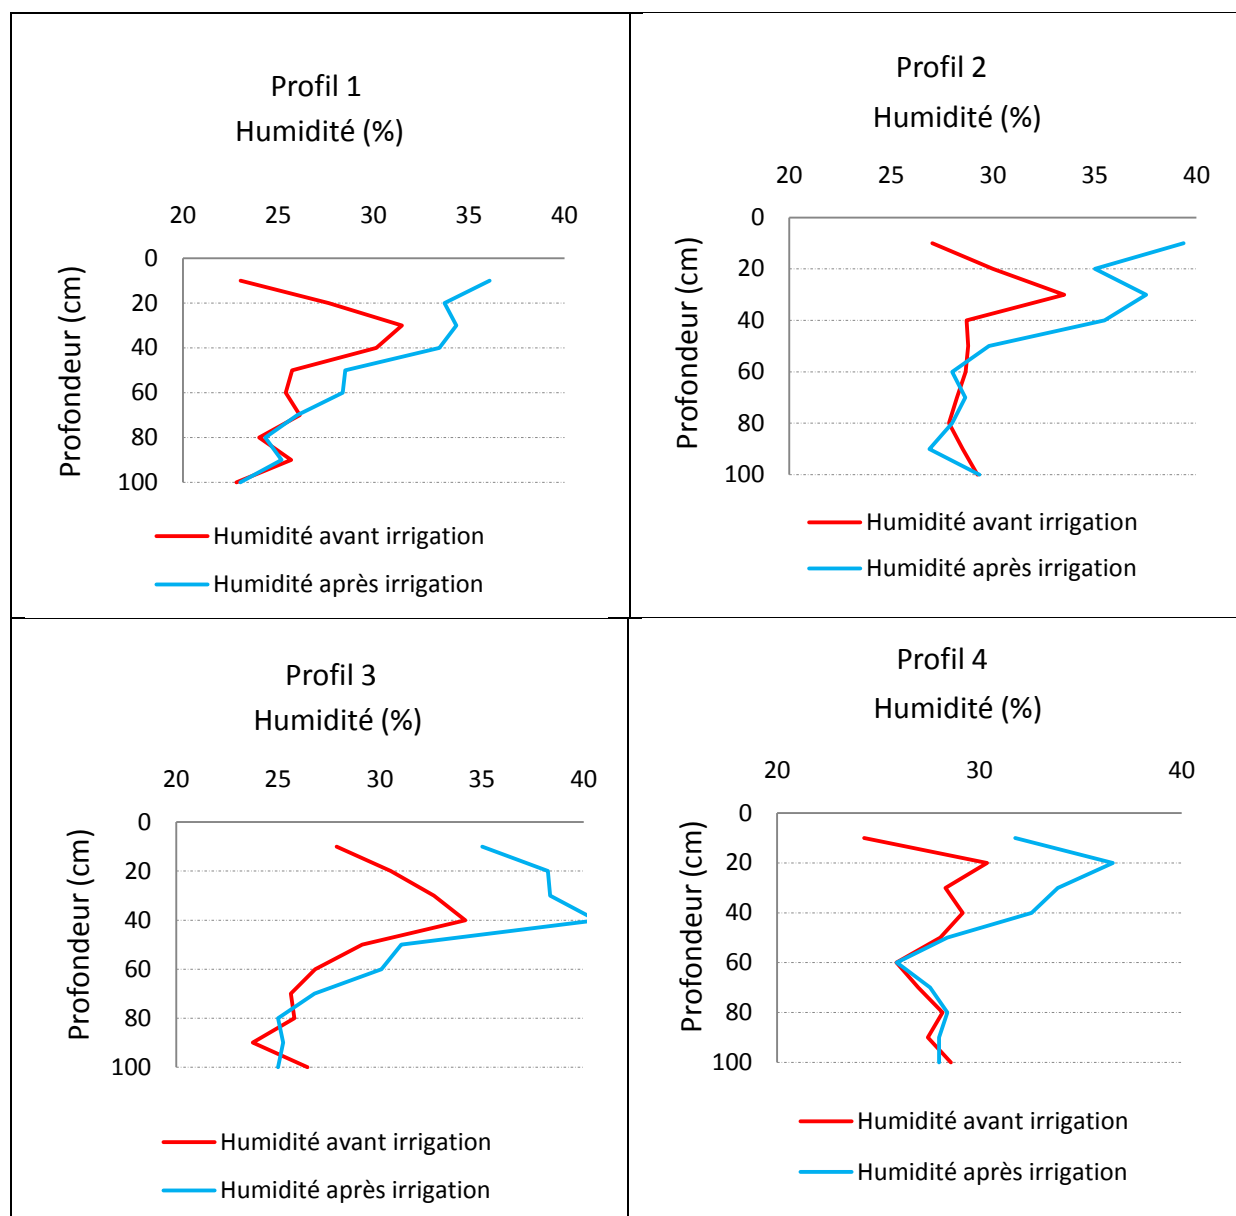 Profil 1
Humidité (%)
20 25 30 35 40
Profondeur (cm)
0
20
40
60
80
100
Humidité avant irrigation
Humidité après irrigation
Profil 2
Humidité (%)
20 25 30 35 40
Profondeur (cm)
0
20
40
60
80
100
Humidité avant irrigation
Humidité après irrigation
Profil 3
Humidité (%)
20 25 30 35 40
Profondeur (cm)
0
20
40
60
80
100
Humidité avant irrigation
Humidité après irrigation
Profil 4
Humidité (%)
20 30 40
Profondeur (cm)
0
20
40
60
80
100
Humidité avant irrigation
Humidité après irrigation